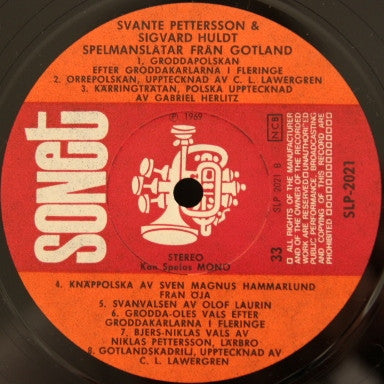 SVANTE PETTERSSON &
SIGVARD HULDT
SPELMANSLÅTAR FRÅN GOTLAND
1. GRODDAPOLSKAN
EFTER GRODDAKARLARNA I FLERINGE
2. ORREPOLSKAN, UPPTECKNAD AV C. L. LAWERGREN
3. KÄRRINGTRÄTAN, POLSKA UPPTECKNAD
AV GABRIEL HERLITZ
SONET
℗ 1969
NCB
SLP 2021 B
33
ALL RIGHTS OF THE MANUFACTURER
AND OF THE OWNER OF THE RECORDED
WORK ARE RESERVED UNAUTHORIZED
PUBLIC PERFORMANCE, BROADCASTING
AND COPYING OF THIS RECORD ARE
PROHIBITED
SLP-2021
STEREO
Kan Spelas MONO
4. KNÄPPOLSKA AV SVEN MAGNUS HAMMARLUND
FRÅN ÖJA
5. SVANVALSEN AV OLOF LAURIN
6. GRODDA-OLES VALS EFTER
GRODDAKARLARNA I FLERINGE
7. BJERS-NIKLAS VALS AV
NIKLAS PETTERSSON, LÄRBRO
8. GOTLANDSKADRILJ, UPPTECKNAD AV
C. L. LAWERGREN